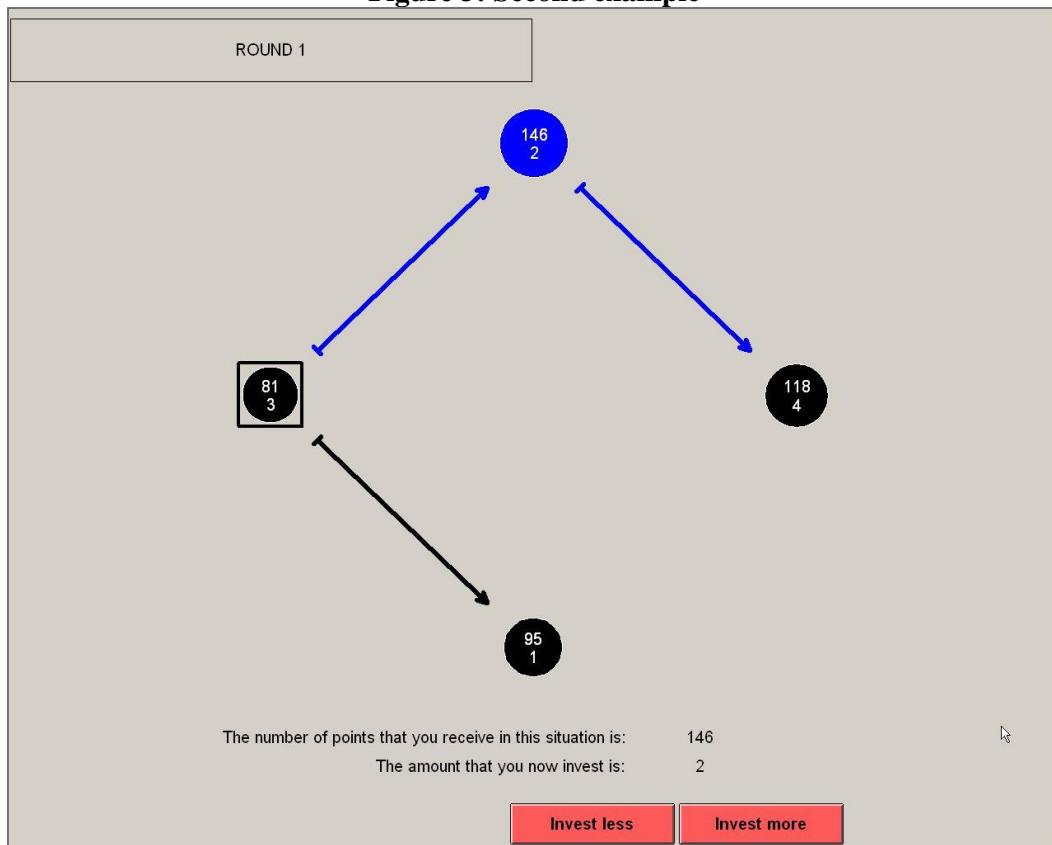 Figure 3: Second example
ROUND 1
146
2
81
3
118
4
95
1
The number of points that you receive in this situation is: 146
The amount that you now invest is: 2
Invest less Invest more